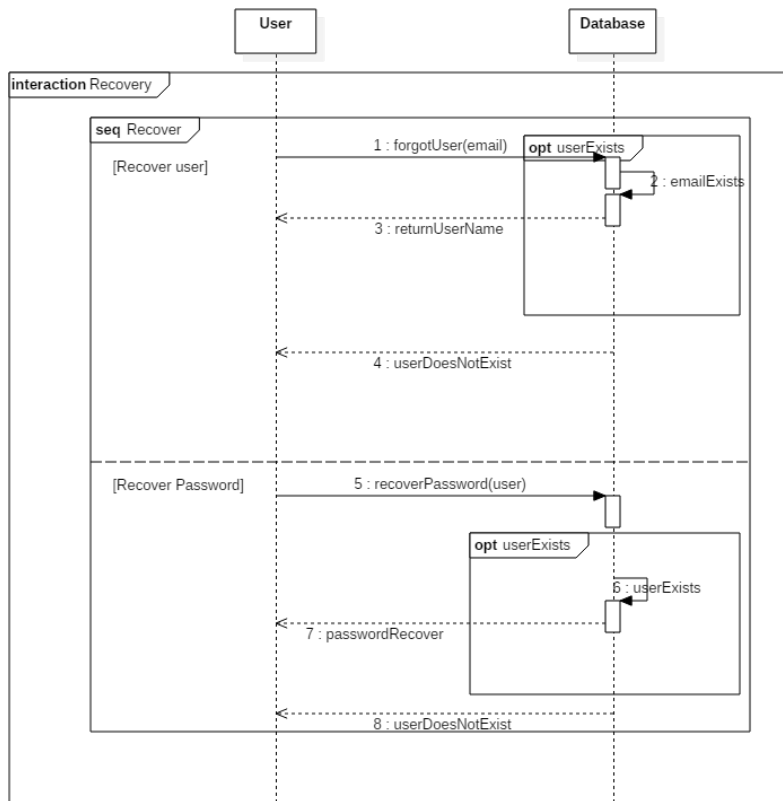 User
Database
interaction Recovery
seq Recover
opt userExists
1 : forgotUser(email)
[Recover user]
2 : emailExists
3 : returnUserName
4 : userDoesNotExist
[Recover Password]
5 : recoverPassword(user)
opt userExists
6 : userExists
7 : passwordRecover
8 : userDoesNotExist